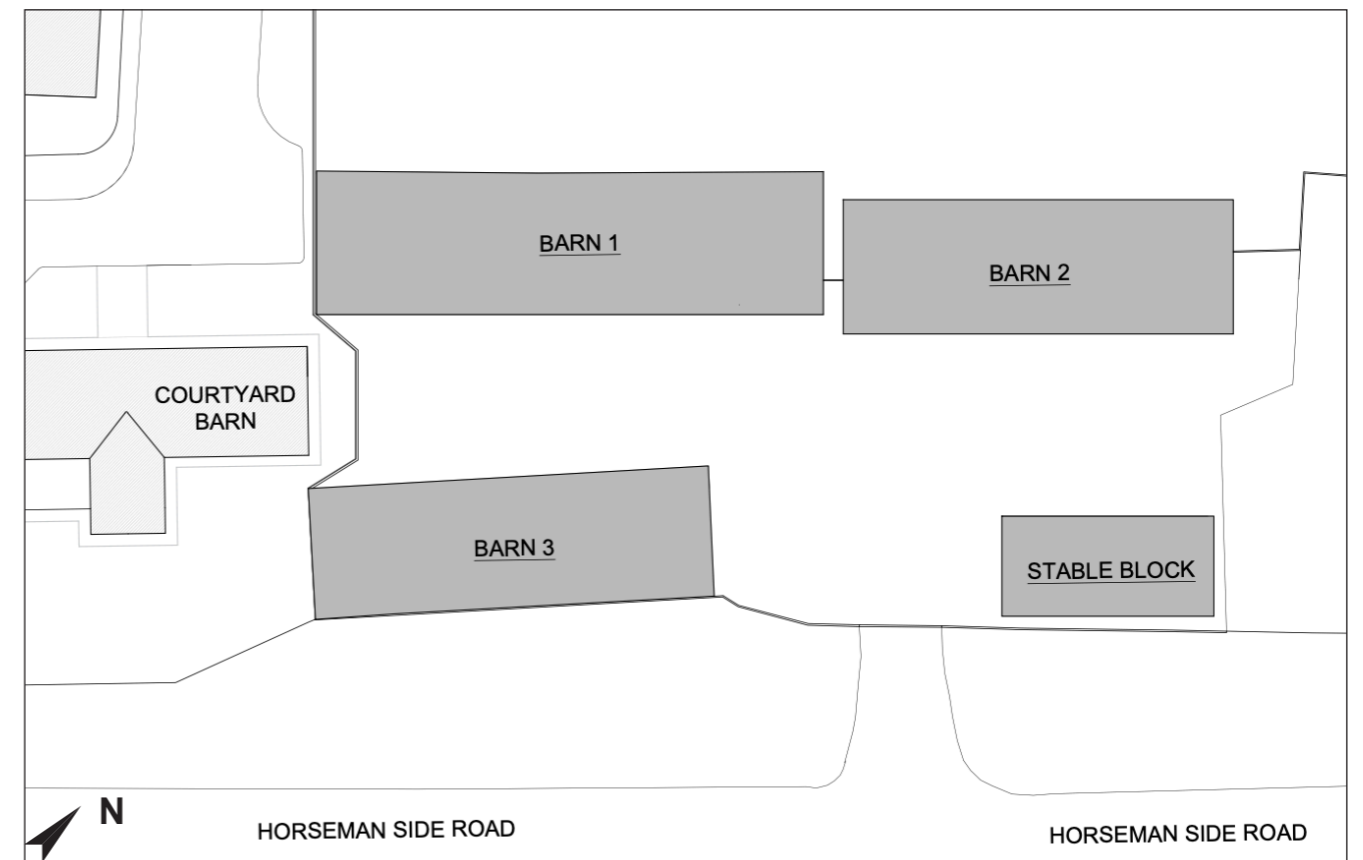 BARN 1
BARN 2
COURTYARD
BARN
BARN 3
STABLE BLOCK
N
HORSEMAN SIDE ROAD
HORSEMAN SIDE ROAD